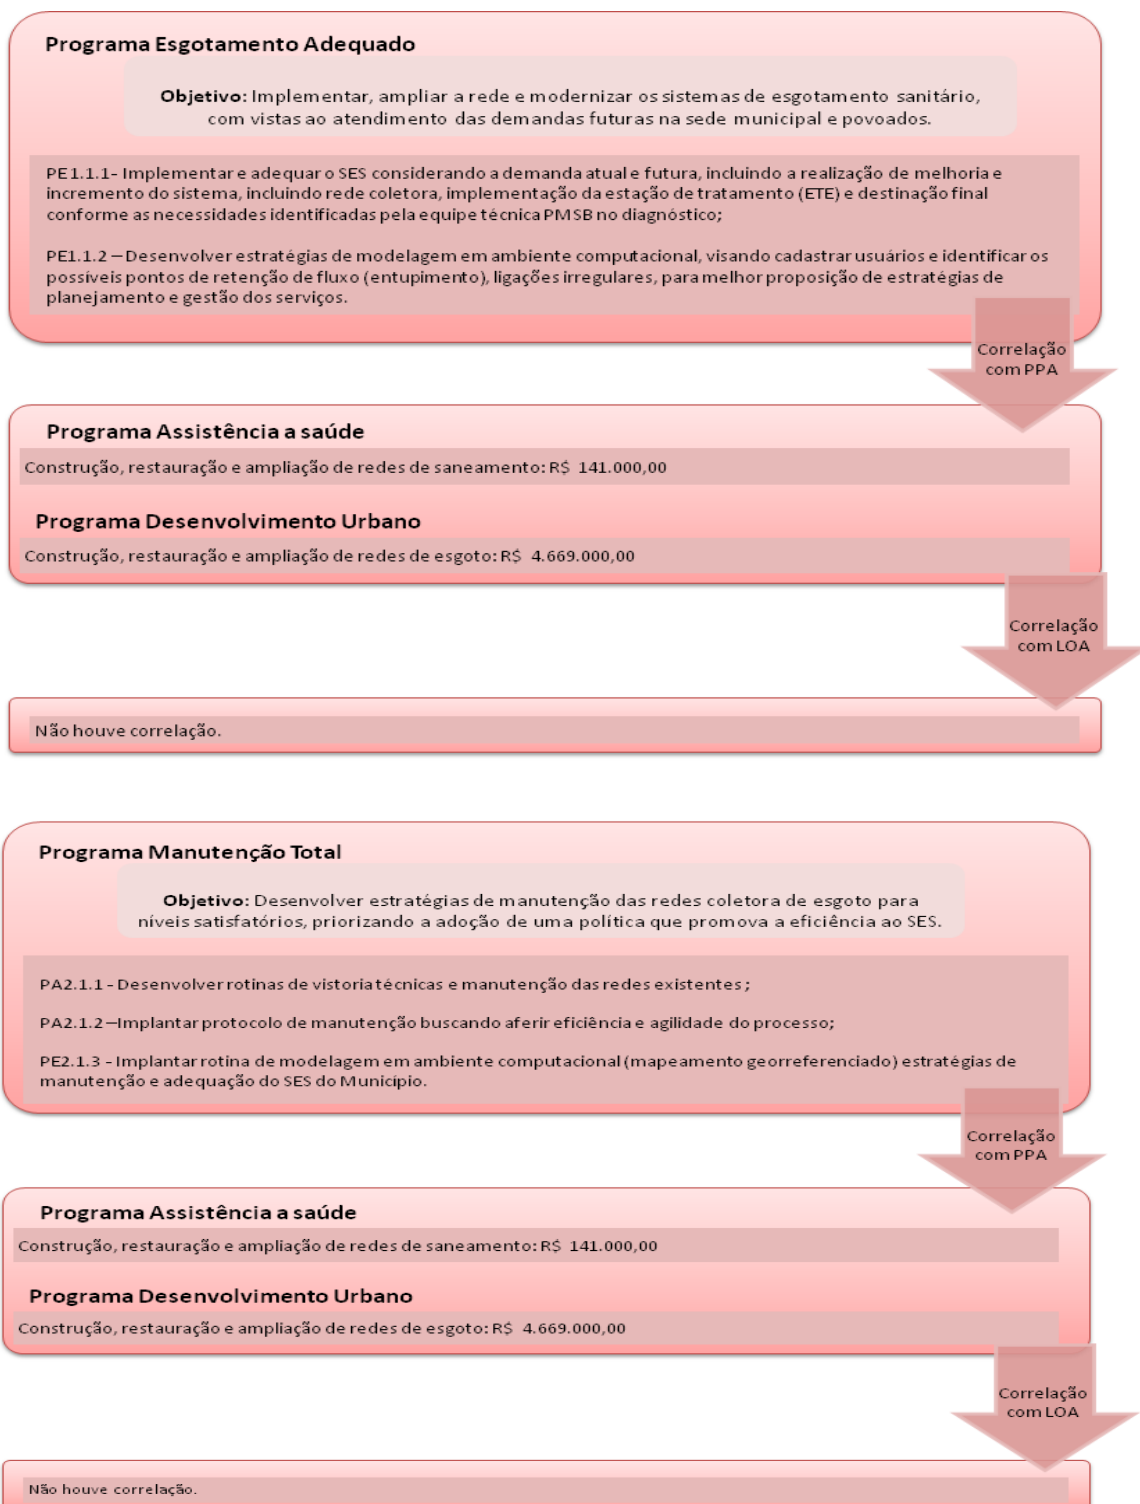 Programa Esgotamento Adequado
Objetivo: Implementar, ampliar a rede e modernizar os sistemas de esgotamento sanitário,
com vistas ao atendimento das demandas futuras na sede municipal e povoados.
PE1.1.1- Implementar e adequar o SES considerando a demanda atual e futura, incluindo a realização de melhoria e
incremento do sistema, incluindo rede coletora, implementação da estação de tratamento (ETE) e destinação final
conforme as necessidades identificadas pela equipe técnica PMSB no diagnóstico;
PE1.1.2 – Desenvolver estratégias de modelagem em ambiente computacional, visando cadastrar usuários e identificar os
possíveis pontos de retenção de fluxo (entupimento), ligações irregulares, para melhor proposição de estratégias de
planejamento e gestão dos serviços.
Correlação
com PPA
Programa Assistência a saúde
Construção, restauração e ampliação de redes de saneamento: R$ 141.000,00
Programa Desenvolvimento Urbano
Construção, restauração e ampliação de redes de esgoto: R$ 4.669.000,00
Correlação
com LOA
Não houve correlação.
Programa Manutenção Total
Objetivo: Desenvolver estratégias de manutenção das redes coletora de esgoto para
níveis satisfatórios, priorizando a adoção de uma política que promova a eficiência ao SES.
PA2.1.1 - Desenvolver rotinas de vistoria técnicas e manutenção das redes existentes ;
PA2.1.2 –Implantar protocolo de manutenção buscando aferir eficiência e agilidade do processo;
PE2.1.3 - Implantar rotina de modelagem em ambiente computacional (mapeamento georreferenciado) estratégias de
manutenção e adequação do SES do Município.
Correlação
com PPA
Programa Assistência a saúde
Construção, restauração e ampliação de redes de saneamento: R$ 141.000,00
Programa Desenvolvimento Urbano
Construção, restauração e ampliação de redes de esgoto: R$ 4.669.000,00
Correlação
com LOA
Não houve correlação.